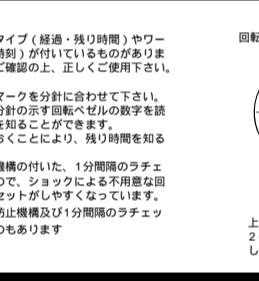 タイプ（経過・残り時間）やワー
時刻）が付いているものがありま
ご確認の上、正しくご使用下さい。
マークを分針に合わせて下さい。
分針の示す回転ベゼルの数字を読
を知ることができます。
おくことにより、残り時間を知る
機構の付いた、1分間隔のラチェ
ので、ショックによる不用意な回
セットがしやすくなっています。
防止機構及び1分間隔のラチェッ
のもあります
回転
上
2
し